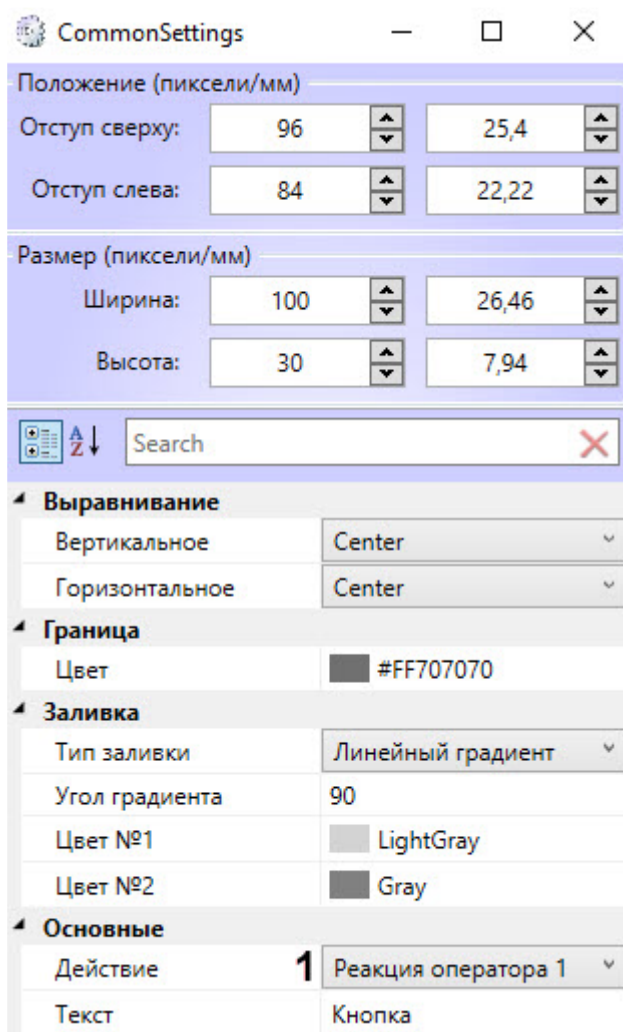 CommonSettings
Положение (пиксели/мм)
Отступ сверху: 96 25,4
Отступ слева: 84 22,22
Размер (пиксели/мм)
Ширина: 100 26,46
Высота: 30 7,94
A Z Search
Выравнивание
Вертикальное Center
Горизонтальное Center
Граница
Цвет #FF707070
Заливка
Тип заливки Линейный градиент
Угол градиента 90
Цвет №1 LightGray
Цвет №2 Gray
Основные
Действие 1 Реакция оператора 1
Текст Кнопка